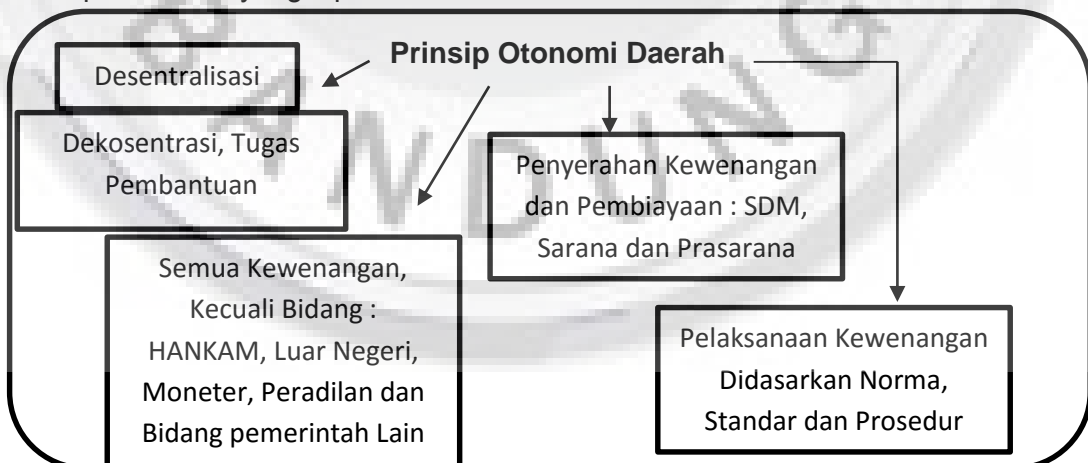 Prinsip Otonomi Daerah
Desentralisasi
Dekosentrasi, Tugas
Pembantuan
Semua Kewenangan,
Kecuali Bidang :
HANKAM, Luar Negeri,
Moneter, Peradilan dan
Bidang pemerintah Lain
Penyerahan Kewenangan
dan Pembiayaan : SDM,
Sarana dan Prasarana
Pelaksanaan Kewenangan
Didasarkan Norma,
Standar dan Prosedur